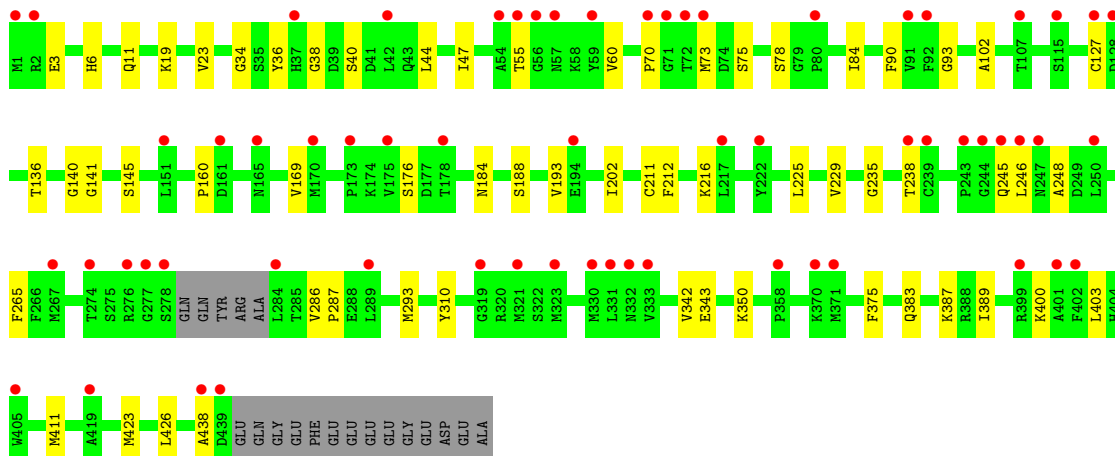 M1 R2 E3 H6 Q11 K19 V23 G34 S35 Y36 H37 G38 D39 S40 D41 L42 Q43 L44 I47 A54 T55 G56 N57 K58 Y59 V60 P70 G71 T72 M73 D74 S75 S78 G79 P80 I84 F90 V91 F92 G93 A102 T107 S115 C127 D128
T136 G140 G141 S145 L151 P160 D161 N165 V169 M170 P173 K174 V175 S176 D177 T178 N184 S188 V193 E194 I202 C211 F212 K216 L217 Y222 L225 V229 G235 T238 C239 P243 G244 Q245 L246 N247 A248 D249 L250
F265 F266 M267 T274 S275 R276 G277 S278 GLN GLN TYR ARG ALA L284 T285 V286 P287 E288 L289 M293 Y310 G319 R320 M321 S322 M323 M330 L331 N332 V333 V342 E343 K350 P358 K370 M371 F375 Q383 K387 R388 I389 R399 K400 A401 F402 L403 H404
W405 M411 A419 M423 L426 A438 D439 GLU GLN GLY GLU PHE GLU GLU GLU GLU GLY GLU ASP GLU ALA